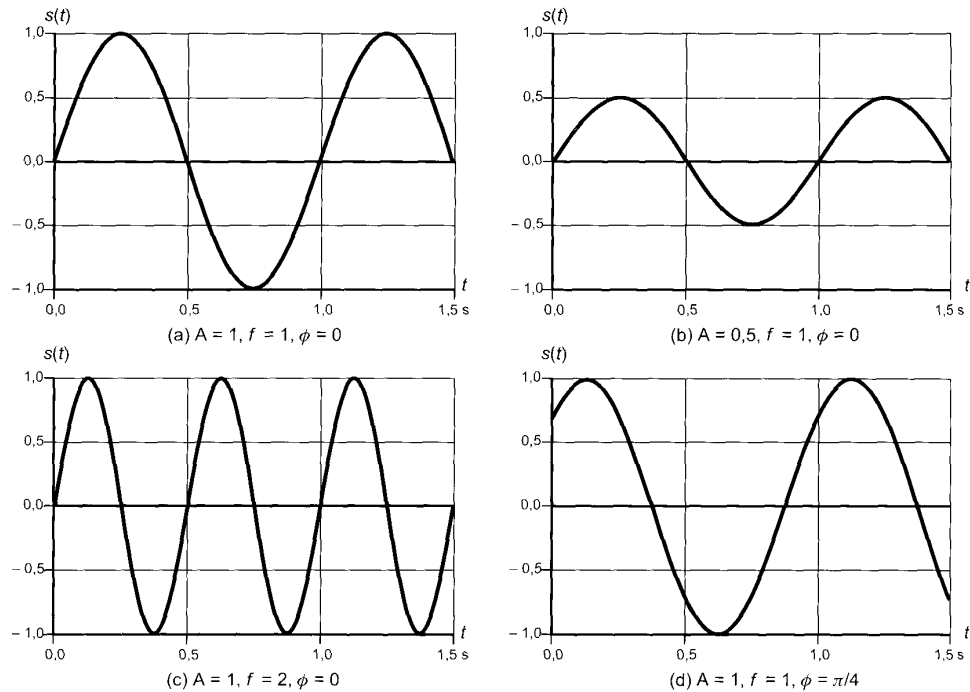 s(t)
1,0
0,5
0,0
– 0,5
– 1,0
t
0,0 0,5 1,0 1,5 s
(a) A = 1, f = 1, ϕ = 0
s(t)
1,0
0,5
0,0
– 0,5
– 1,0
t
0,0 0,5 1,0 1,5 s
(b) A = 0,5, f = 1, ϕ = 0
s(t)
1,0
0,5
0,0
– 0,5
– 1,0
t
0,0 0,5 1,0 1,5 s
(c) A = 1, f = 2, ϕ = 0
s(t)
1,0
0,5
0,0
– 0,5
– 1,0
t
0,0 0,5 1,0 1,5 s
(d) A = 1, f = 1, ϕ = π/4